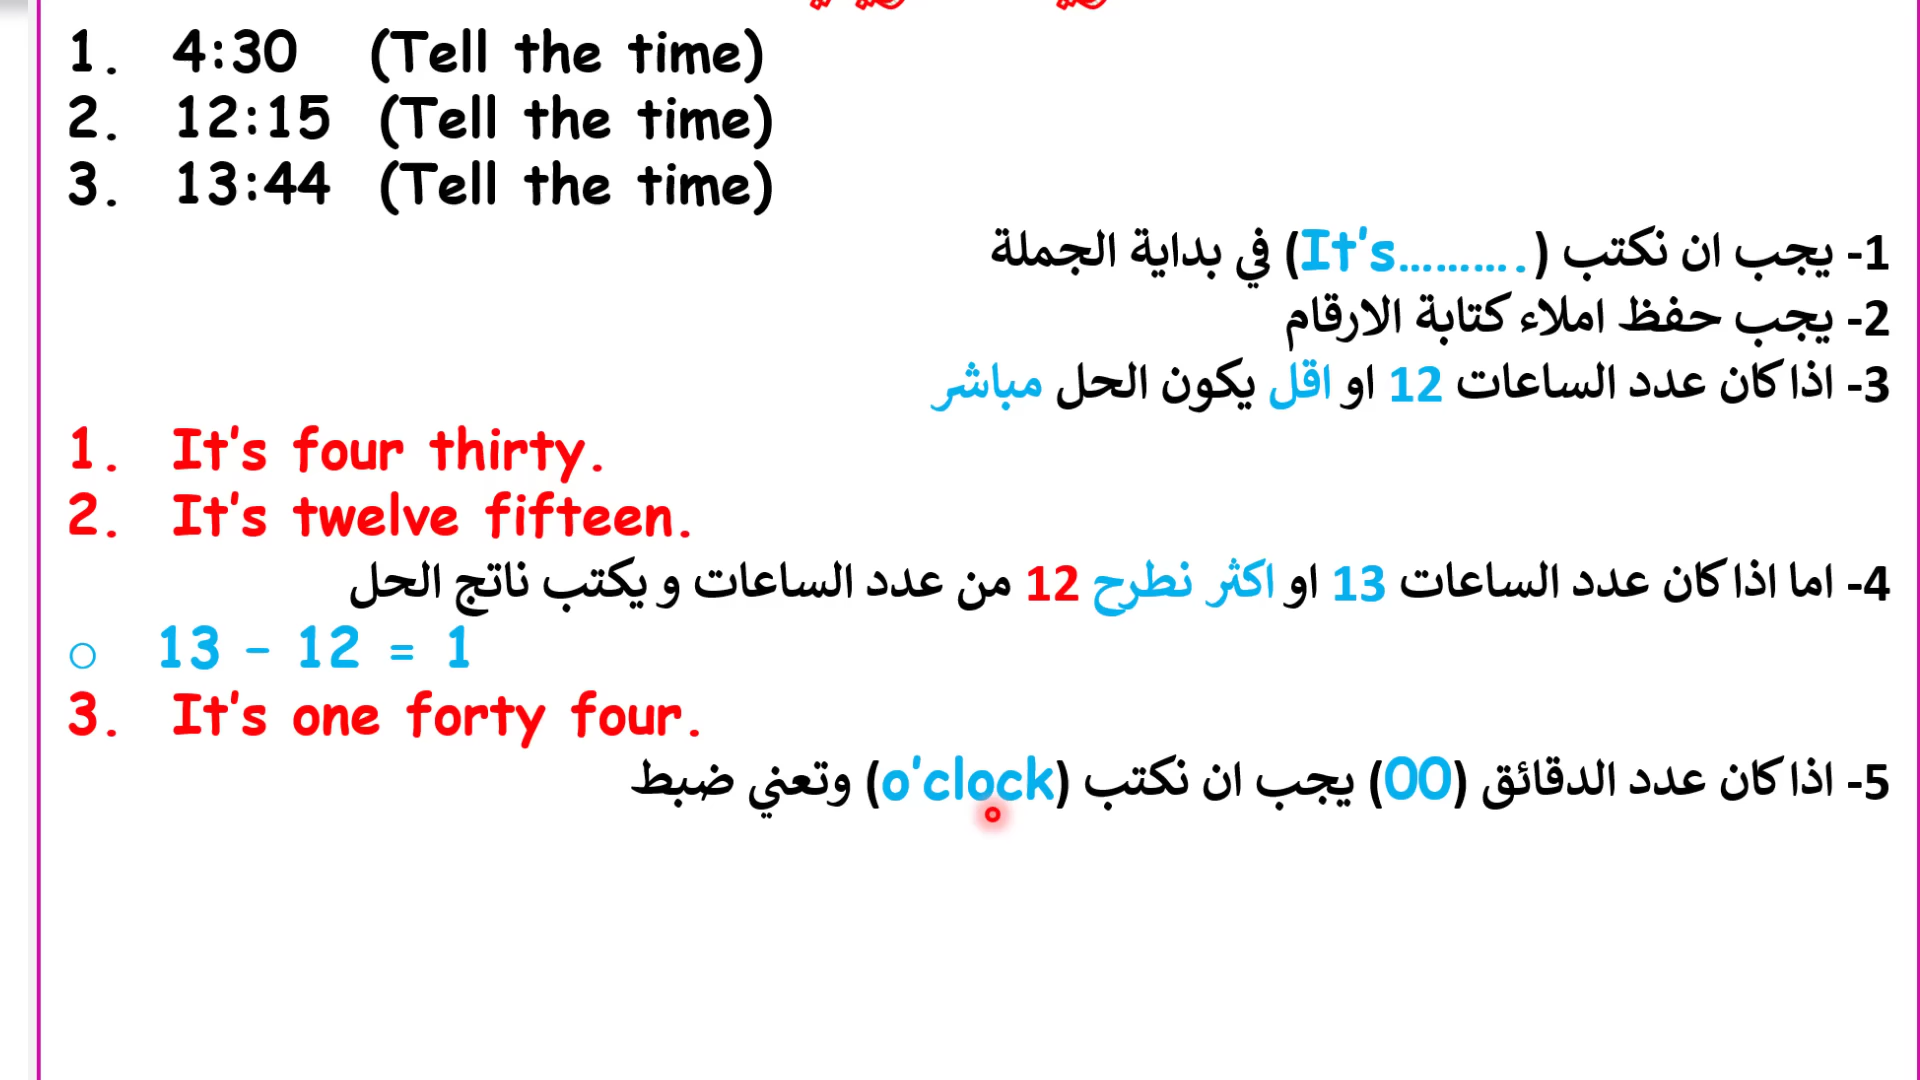 1. 4:30 (Tell the time)
2. 12:15 (Tell the time)
3. 13:44 (Tell the time)
1- يجب ان نكتب (It's..........) في بداية الجملة
2- يجب حفظ املاء كتابة الارقام
3- اذا كان عدد الساعات 12 او اقل يكون الحل مباشر
1. It's four thirty.
2. It's twelve fifteen.
4- اما اذا كان عدد الساعات 13 او اكثر نطرح 12 من عدد الساعات و يكتب ناتج الحل
○ 13 – 12 = 1
3. It's one forty four.
5- اذا كان عدد الدقائق (00) يجب ان نكتب (o'clock) وتعني ضبط